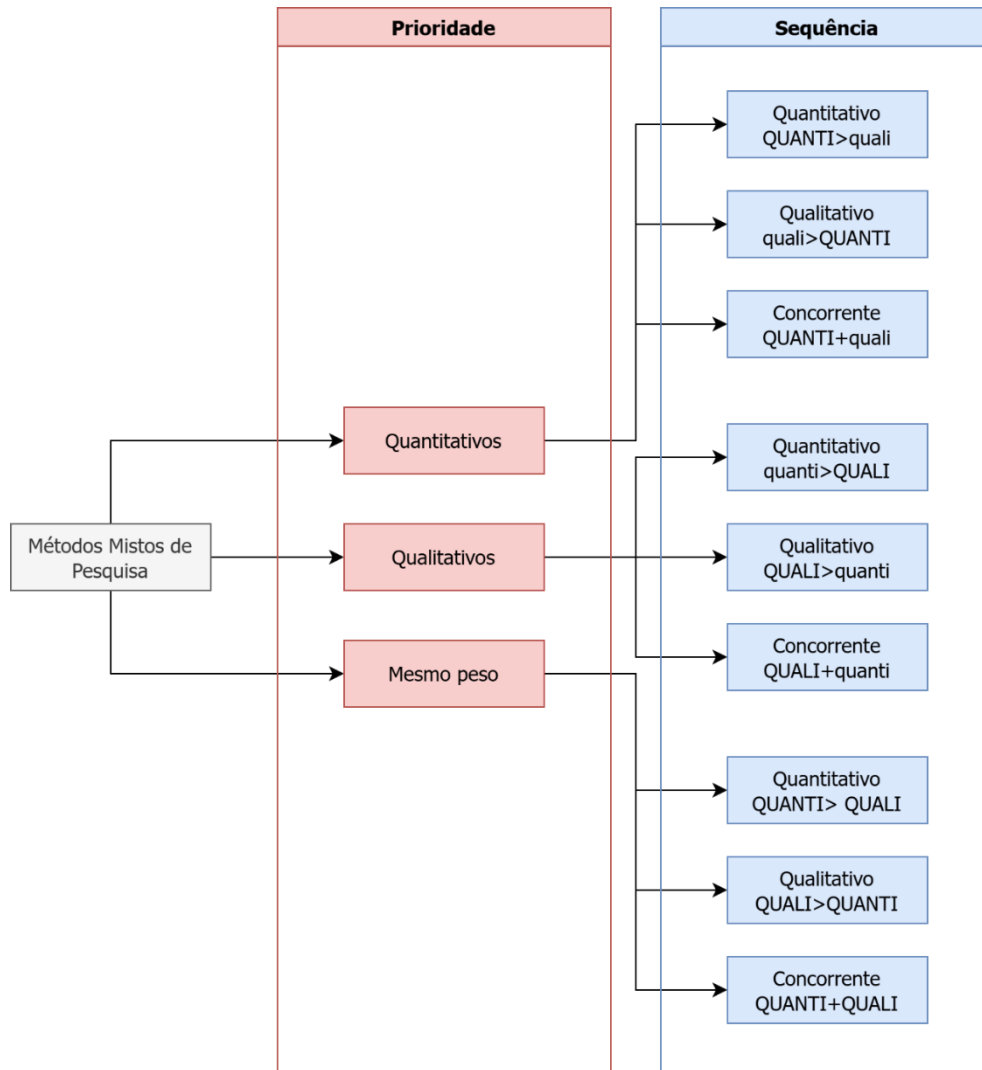 Prioridade
Sequência
Quantitativo
QUANTI>quali
Qualitativo
quali>QUANTI
Concorrente
QUANTI+quali
Quantitativos
Quantitativo
quanti>QUALI
Métodos Mistos de
Pesquisa
Qualitativos
Qualitativo
QUALI>quanti
Concorrente
QUALI+quanti
Mesmo peso
Quantitativo
QUANTI> QUALI
Qualitativo
QUALI>QUANTI
Concorrente
QUANTI+QUALI